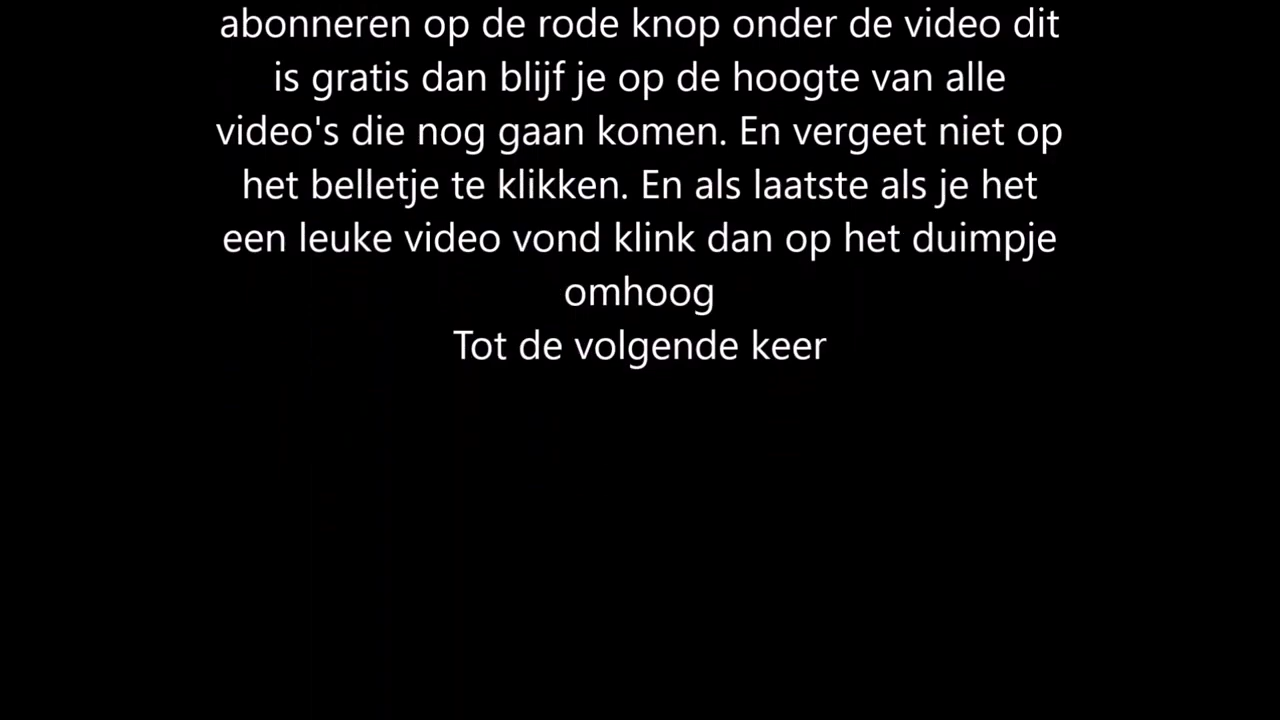 abonneren op de rode knop onder de video dit
is gratis dan blijf je op de hoogte van alle
video's die nog gaan komen. En vergeet niet op
het belletje te klikken. En als laatste als je het
een leuke video vond klink dan op het duimpje
omhoog
Tot de volgende keer